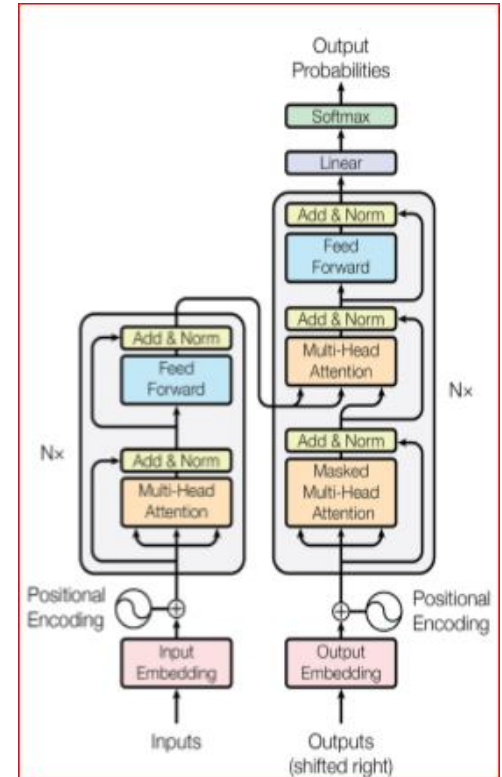 Output
Probabilities
Softmax
Linear
Add & Norm
Feed
Forward
Add & Norm
Multi-Head
Attention
Add & Norm
Masked
Multi-Head
Attention
N×
Add & Norm
Feed
Forward
Add & Norm
Multi-Head
Attention
N×
Positional
Encoding
Positional
Encoding
Input
Embedding
Output
Embedding
Inputs
Outputs
(shifted right)